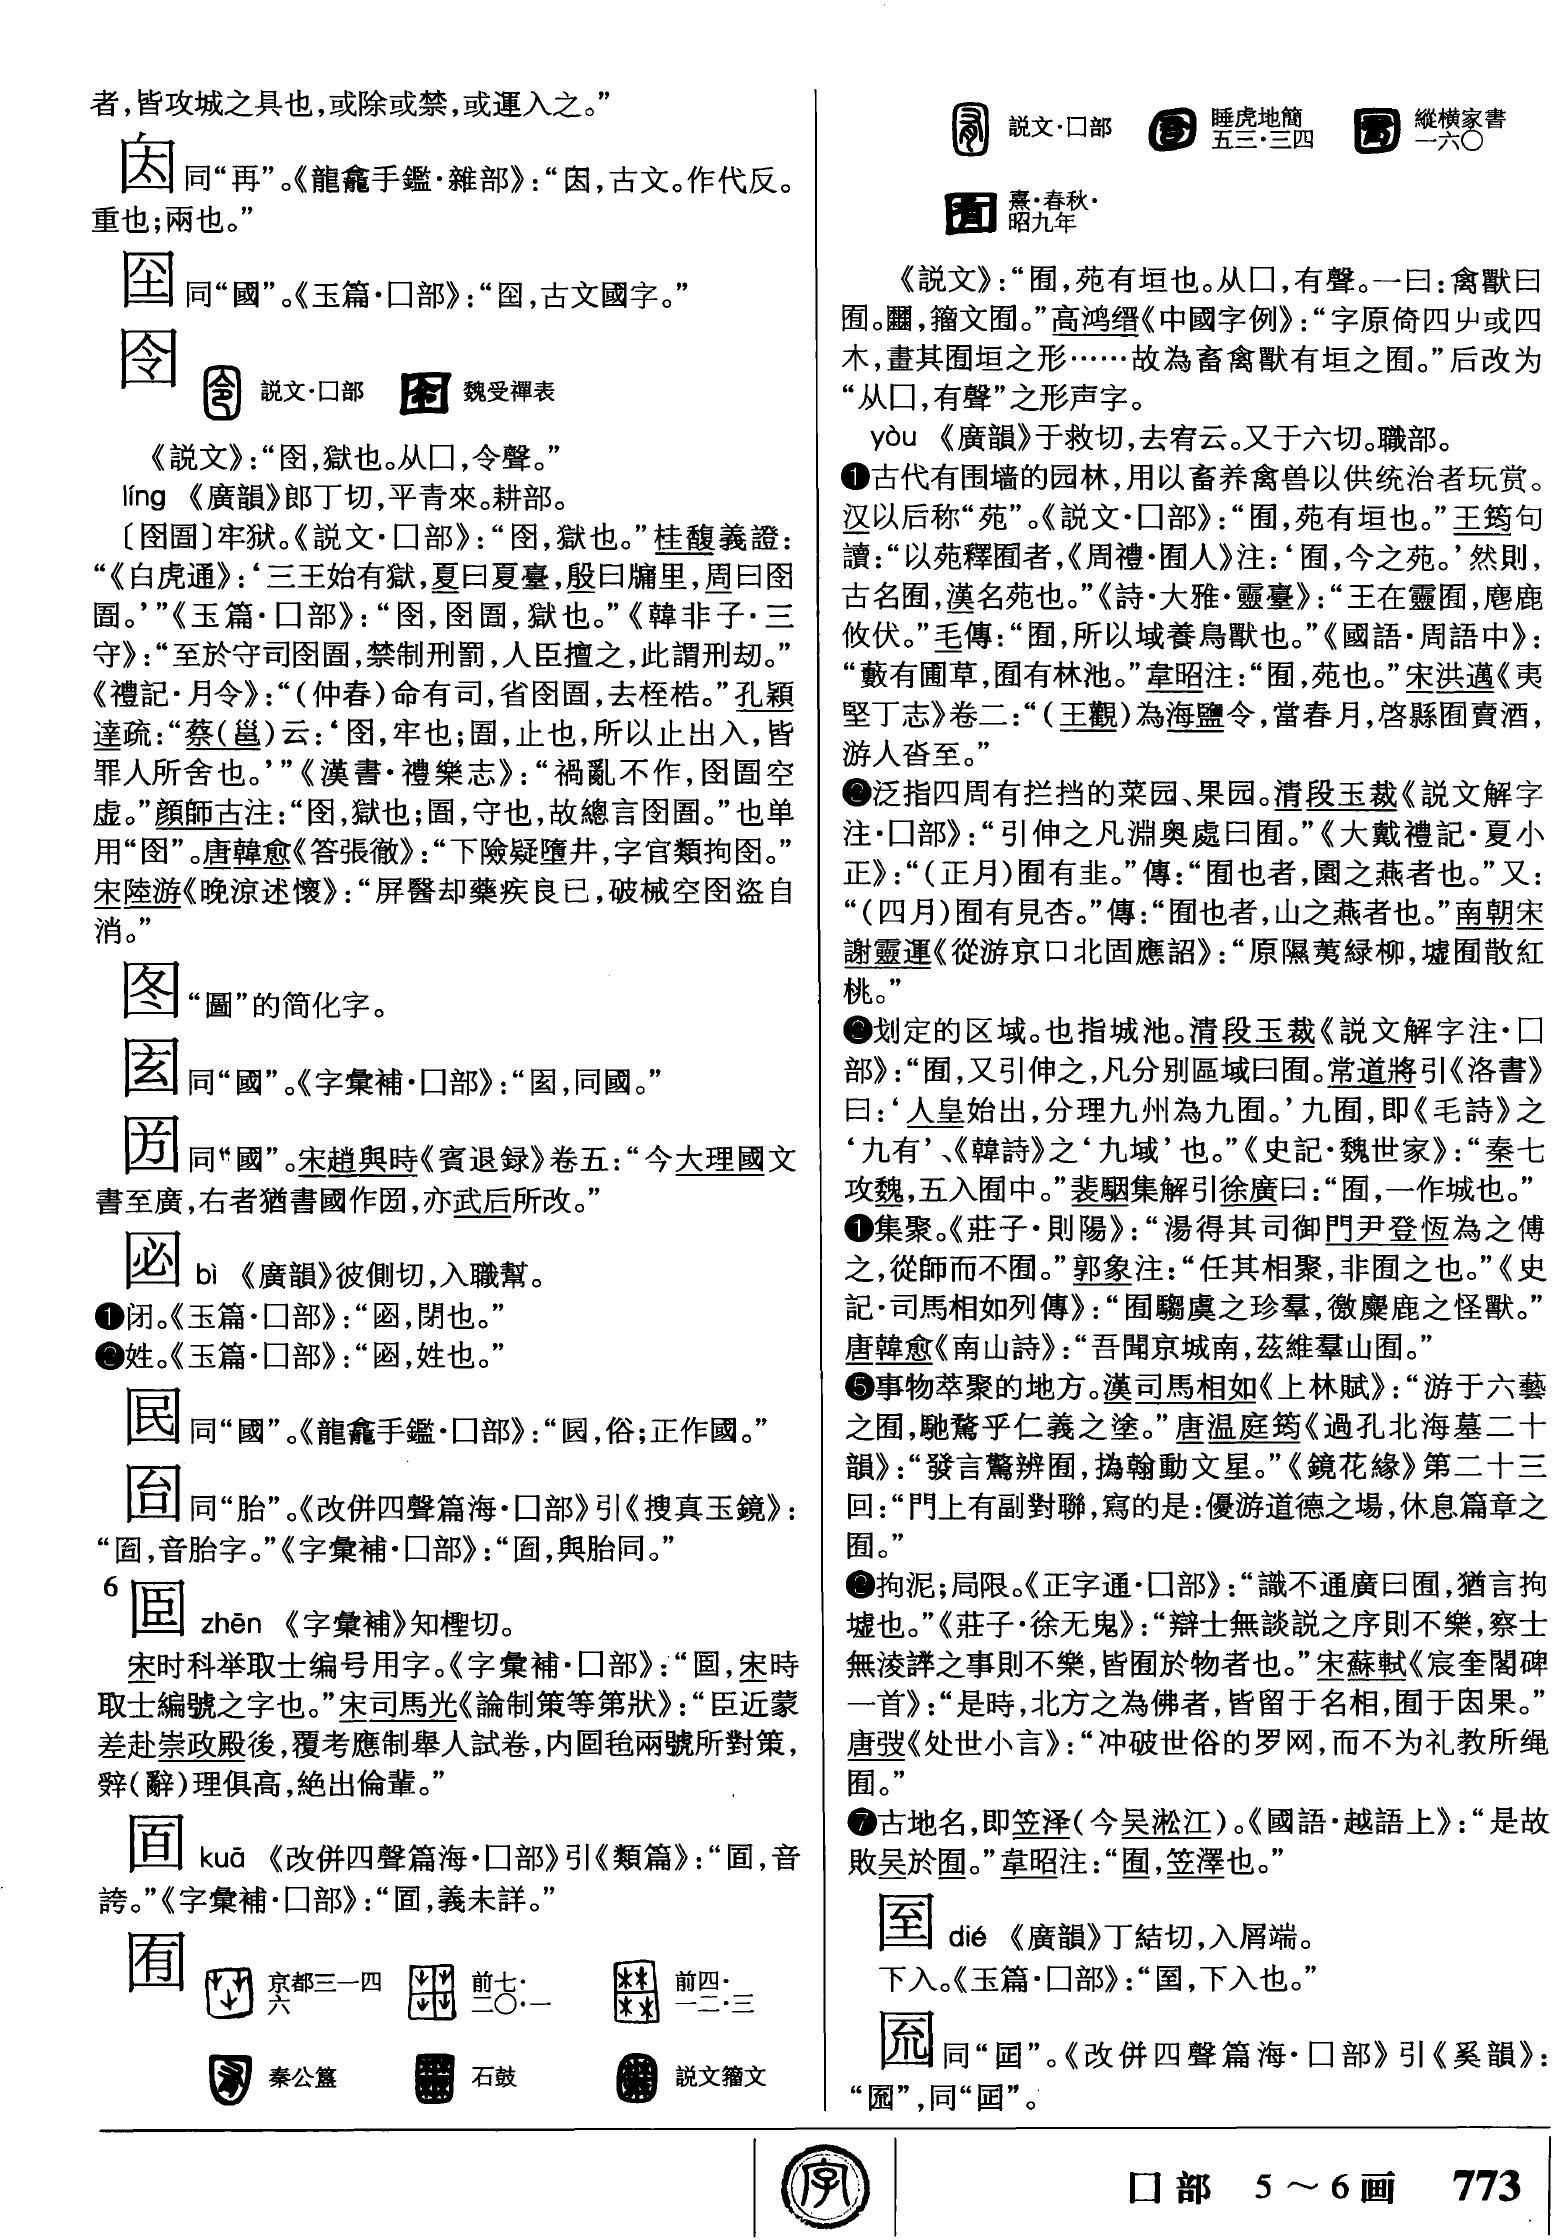 者，皆攻城之具也，或除或禁，或運入之。”
同“再”。《龍龕手鑑·雜部》：“，古文。作代反。
重也；兩也。”
同“國”。《玉篇·囗部》：“囶，古文國字。”
囹
説文·囗部 魏受禪表
《説文》：“囹，獄也。从囗，令聲。”
líng 《廣韻》郎丁切，平青來。耕部。
〔囹圄〕牢狱。《説文·囗部》：“囹，獄也。”桂馥義證：
“《白虎通》：‘三王始有獄，夏曰夏臺，殷曰牖里，周曰囹
圄。’”《玉篇·囗部》：“囹，囹圄，獄也。”《韓非子·三
守》：“至於守司囹圄，禁制刑罰，人臣擅之，此謂刑刧。”
《禮記·月令》：“(仲春)命有司，省囹圄，去桎梏。”孔穎
達疏：“蔡(邕)云：‘囹，牢也；圄，止也，所以止出入，皆
罪人所舍也。’”《漢書·禮樂志》：“禍亂不作，囹圄空
虚。”顔師古注：“囹，獄也；圄，守也，故總言囹圄。”也单
用“囹”。唐韓愈《答張徹》：“下險疑墮井，守官類拘囹。”
宋陸游《晚涼述懷》：“屏醫却藥疾良已，破械空囹盜自
消。”
图 “圖”的简化字。
同“國”。《字彙補·囗部》：“，同國。”
同“國”。宋趙與時《賓退録》卷五：“今大理國文
書至廣，右者猶書國作，亦武后所改。”
bì 《廣韻》彼側切，入職幫。
❶闭。《玉篇·囗部》：“，閉也。”
❷姓。《玉篇·囗部》：“，姓也。”
囻 同“國”。《龍龕手鑑·囗部》：“囻，俗；正作國。”
同“胎”。《改併四聲篇海·囗部》引《搜真玉鏡》：
“，音胎字。”《字彙補·囗部》：“，與胎同。”
6
zhēn 《字彙補》知桱切。
宋时科举取士编号用字。《字彙補·囗部》：“，宋時
取士編號之字也。”宋司馬光《論制策等第狀》：“臣近蒙
差赴崇政殿後，覆考應制舉人試卷，内兩號所對策，
辤(辭)理俱高，絶出倫輩。”
kuā 《改併四聲篇海·囗部》引《類篇》：“，音
誇。”《字彙補·囗部》：“，義未詳。”
囿
京都三一四六 前七·二〇·一 前四·一二·三
秦公簋 石鼓 説文籀文
説文·囗部 睡虎地簡五三·三四 縱横家書一六〇
熹·春秋·昭九年
《説文》：“囿，苑有垣也。从囗，有聲。一曰：禽獸曰
囿。，籀文囿。”高鸿缙《中國字例》：“字原倚四屮或四
木，畫其囿垣之形……故為畜禽獸有垣之囿。”后改为
“从囗，有聲”之形声字。
yòu 《廣韻》于救切，去宥云。又于六切。職部。
❶古代有围墙的园林，用以畜养禽兽以供统治者玩赏。
汉以后称“苑”。《説文·囗部》：“囿，苑有垣也。”王筠句
讀：“以苑釋囿者，《周禮·囿人》注：‘囿，今之苑。’然則，
古名囿，漢名苑也。”《詩·大雅·靈臺》：“王在靈囿，麀鹿
攸伏。”毛傳：“囿，所以域養鳥獸也。”《國語·周語中》：
“藪有圃草，囿有林池。”韋昭注：“囿，苑也。”宋洪邁《夷
堅丁志》卷二：“(王觀)為海鹽令，當春月，啓縣囿賣酒，
游人沓至。”
❷泛指四周有拦挡的菜园、果园。清段玉裁《説文解字
注·囗部》：“引伸之凡淵奥處曰囿。”《大戴禮記·夏小
正》：“(正月)囿有韭。”傳：“囿也者，園之燕者也。”又：
“(四月)囿有見杏。”傳：“囿也者，山之燕者也。”南朝宋
謝靈運《從游京口北固應詔》：“原隰荑緑柳，墟囿散紅
桃。”
❸划定的区域。也指城池。清段玉裁《説文解字注·囗
部》：“囿，又引伸之，凡分别區域曰囿。常道將引《洛書》
曰：‘人皇始出，分理九州為九囿。’九囿，即《毛詩》之
‘九有’、《韓詩》之‘九域’也。”《史記·魏世家》：“秦七
攻魏，五入囿中。”裴駰集解引徐廣曰：“囿，一作城也。”
❹集聚。《莊子·則陽》：“湯得其司御門尹登恆為之傅
之，從師而不囿。”郭象注：“任其相聚，非囿之也。”《史
記·司馬相如列傳》：“囿騶虞之珍羣，徼麋鹿之怪獸。”
唐韓愈《南山詩》：“吾聞京城南，茲維羣山囿。”
❺事物萃聚的地方。漢司馬相如《上林賦》：“游于六藝
之囿，馳騖乎仁義之塗。”唐温庭筠《過孔北海墓二十
韻》：“發言驚辨囿，撝翰動文星。”《鏡花緣》第二十三
回：“門上有副對聯，寫的是：優游道德之場，休息篇章之
囿。”
❻拘泥；局限。《正字通·囗部》：“識不通廣曰囿，猶言拘
墟也。”《莊子·徐无鬼》：“辯士無談説之序則不樂，察士
無淩誶之事則不樂，皆囿於物者也。”宋蘇軾《宸奎閣碑
一首》：“是時，北方之為佛者，皆留于名相，囿于因果。”
唐弢《处世小言》：“冲破世俗的罗网，而不为礼教所绳
囿。”
❼古地名，即笠泽(今吴淞江)。《國語·越語上》：“是故
敗吴於囿。”韋昭注：“囿，笠澤也。”
dié 《廣韻》丁結切，入屑端。
下入。《玉篇·囗部》：“，下入也。”
同“”。《改併四聲篇海·囗部》引《奚韻》：
“”，同“”。
字
囗部 5～6画 773